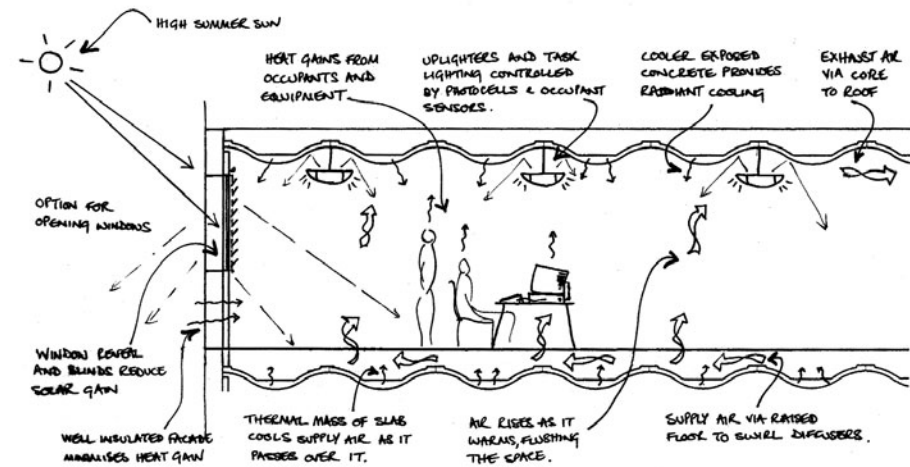 HIGH SUMMER SUN
HEAT GAINS FROM
OCCUPANTS AND
EQUIPMENT
UPLIGHTERS AND TASK
LIGHTING CONTROLLED
BY PHOTOCELLS & OCCUPANT
SENSORS.
COOLER EXPOSED
CONCRETE PROVIDES
RADIANT COOLING
EXHAUST AIR
VIA CORE
TO ROOF
OPTION FOR
OPENING WINDOWS
WINDOW REVEAL
AND BLINDS REDUCE
SOLAR GAIN
WELL INSULATED FACADE
MINIMISES HEAT GAIN
THERMAL MASS OF SLAB
COOLS SUPPLY AIR AS IT
PASSES OVER IT.
AIR RISES AS IT
WARMS, FLUSHING
THE SPACE.
SUPPLY AIR VIA RAISED
FLOOR TO SWIRL DIFFUSERS.